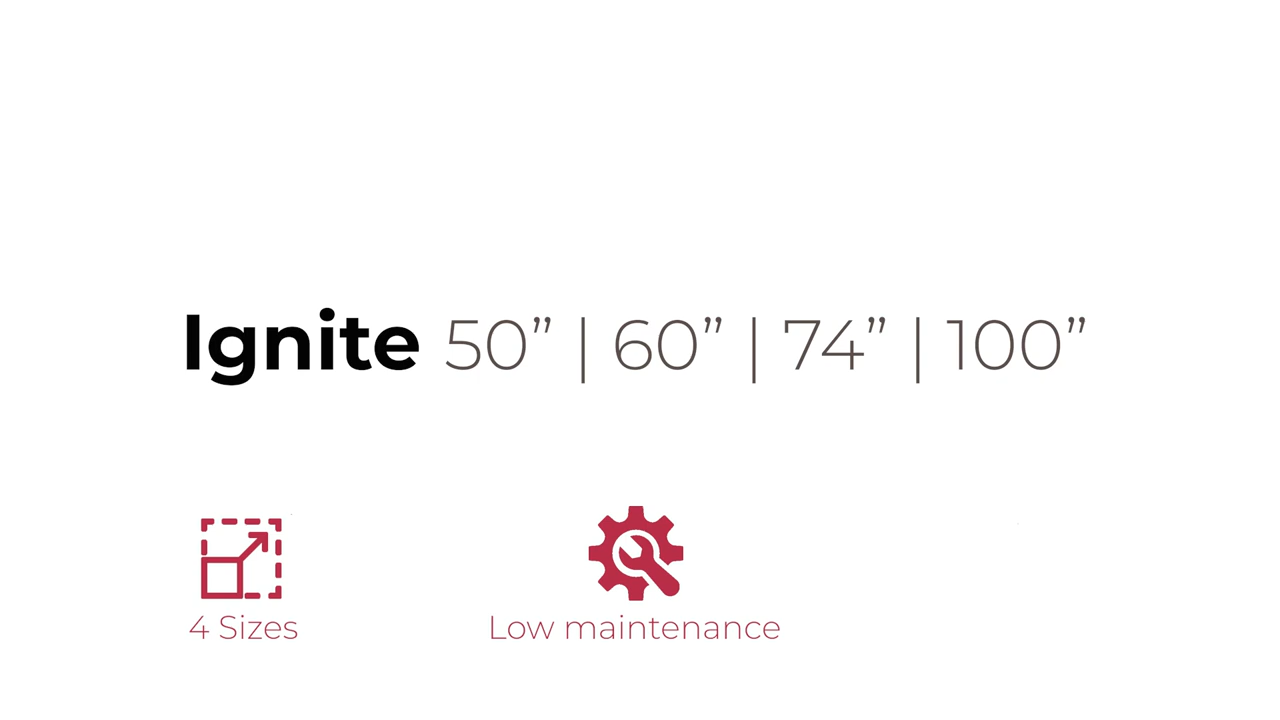 Ignite 50” | 60” | 74” | 100”
4 Sizes
Low maintenance